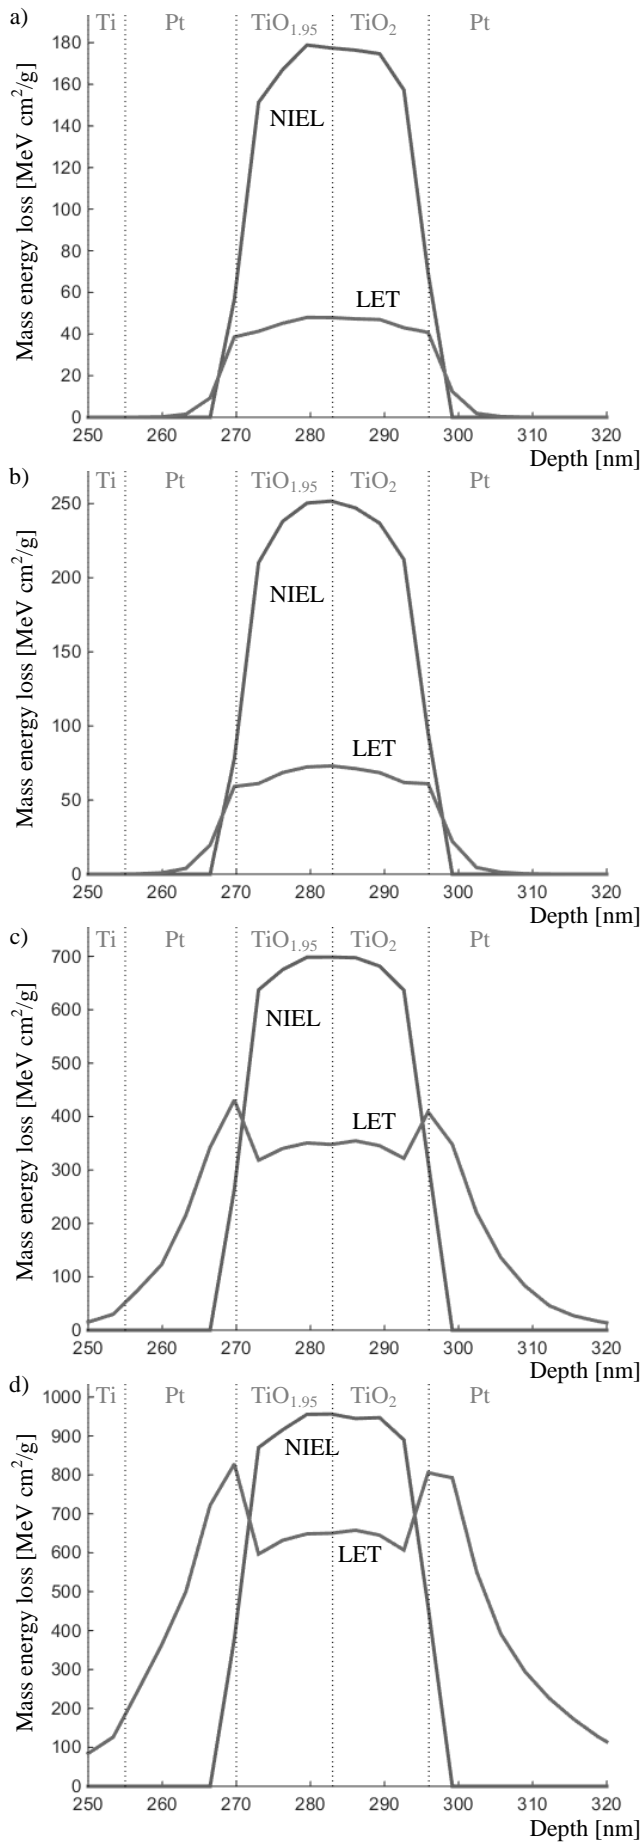 a)
Ti Pt TiO1.95 TiO2 Pt
180
160
140
120
100
80
60
40
20
0
NIEL
LET
Mass energy loss [MeV cm2/g]
250 260 270 280 290 300 310 320
Depth [nm]
b)
Ti Pt TiO1.95 TiO2 Pt
250
200
150
100
50
0
NIEL
LET
Mass energy loss [MeV cm2/g]
250 260 270 280 290 300 310 320
Depth [nm]
c)
Ti Pt TiO1.95 TiO2 Pt
700
600
500
400
300
200
100
0
NIEL
LET
Mass energy loss [MeV cm2/g]
250 260 270 280 290 300 310 320
Depth [nm]
d)
Ti Pt TiO1.95 TiO2 Pt
1000
900
800
700
600
500
400
300
200
100
0
NIEL
LET
Mass energy loss [MeV cm2/g]
250 260 270 280 290 300 310 320
Depth [nm]